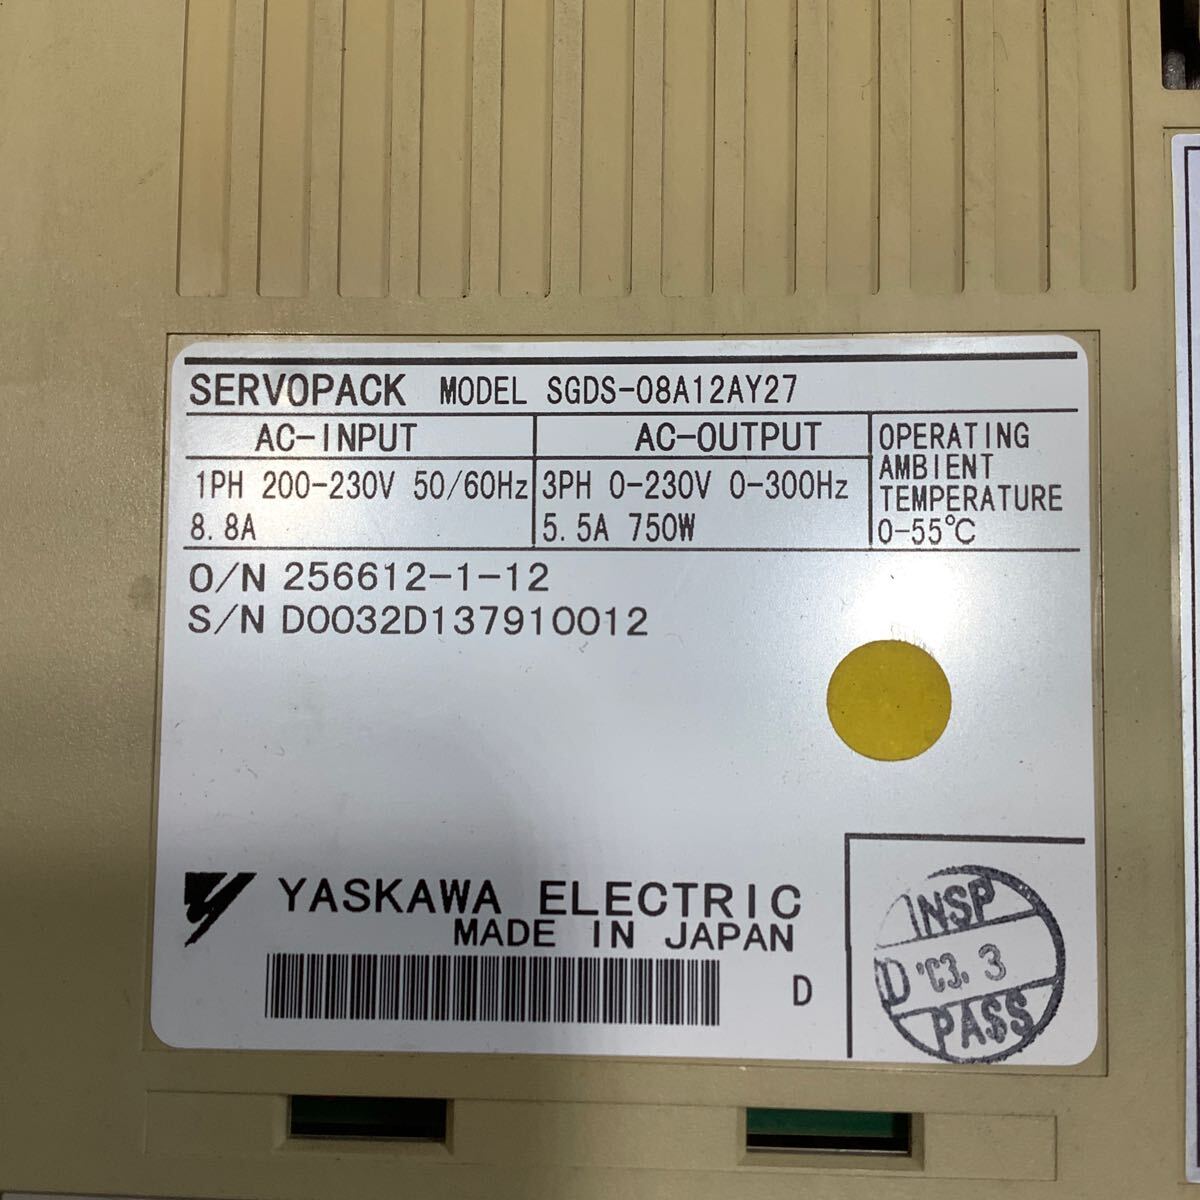 SERVOPACK MODEL SGDS-08A12AY27
AC-INPUT AC-OUTPUT
1PH 200-230V 50/60Hz
8.8A
3PH 0-230V 0-300Hz
5.5A 750W
OPERATING
AMBIENT
TEMPERATURE
0-55℃
O/N 256612-1-12
S/N D0032D137910012
YASKAWA ELECTRIC
MADE IN JAPAN
D
INSP
D 3. 3
PASS